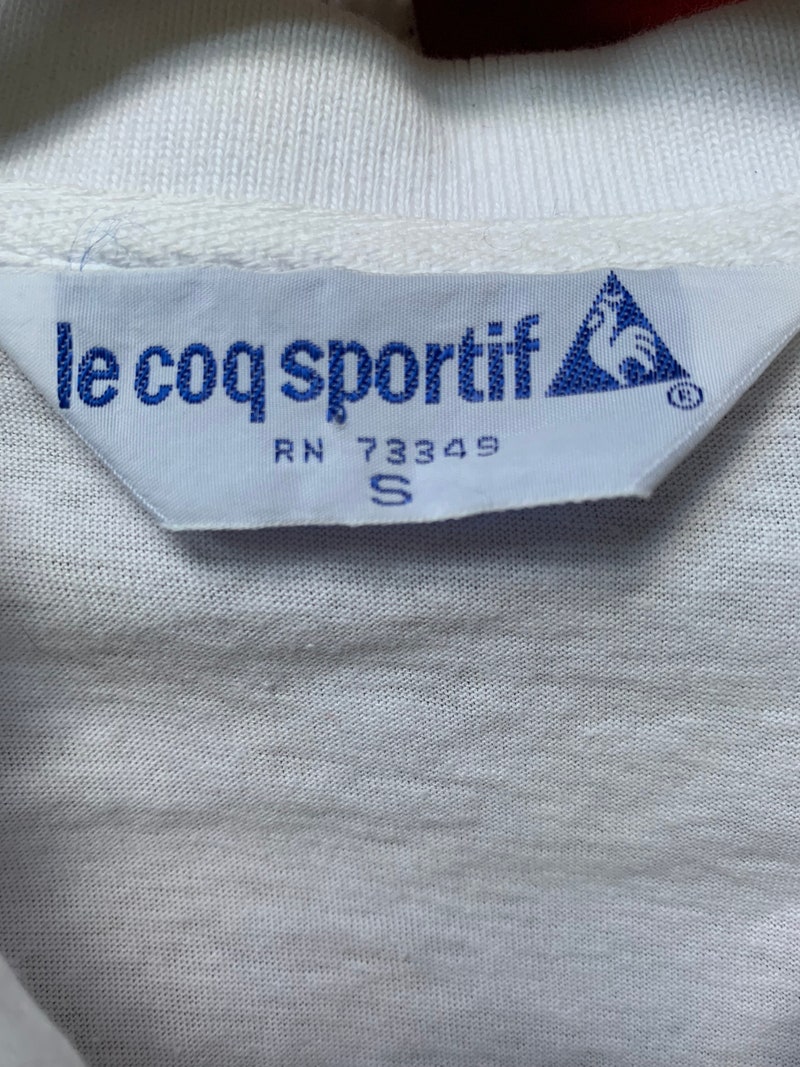 le coq sportif ®
RN 73349
S